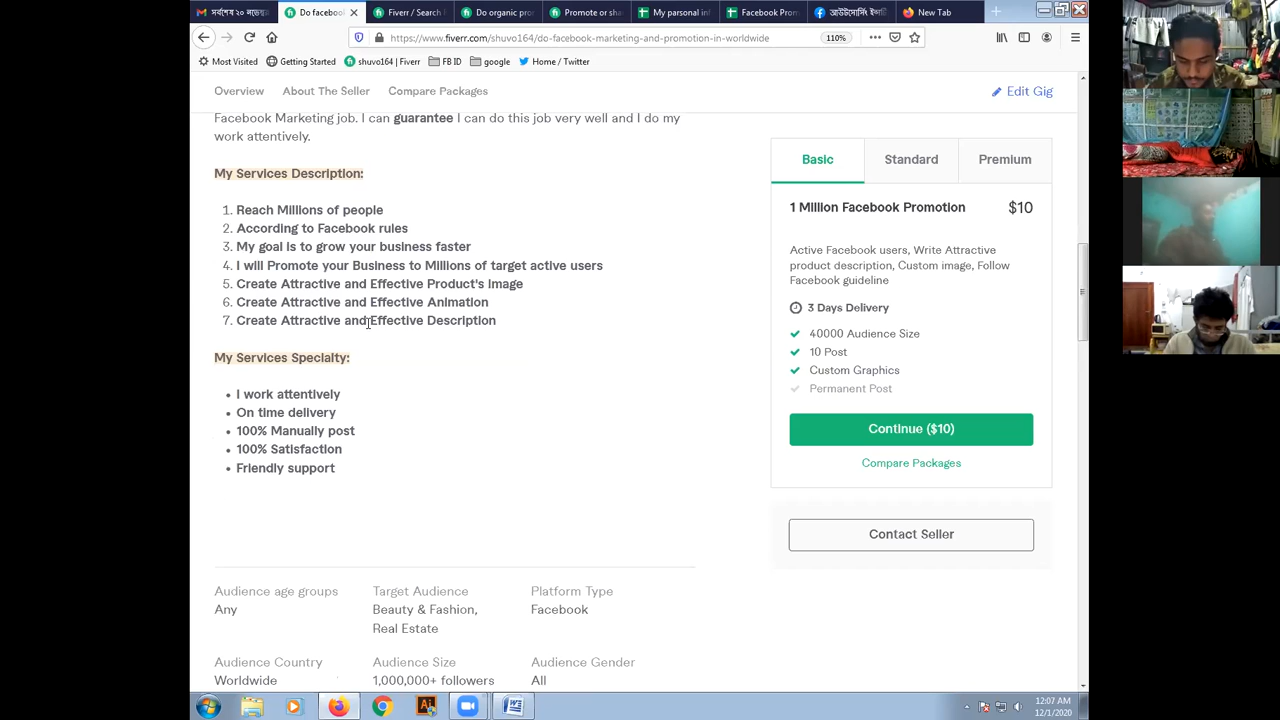 সর্বশেষ ২০ নভেম্ব
Do facebook
Fiverr / Search
Do organic pro
Promote or sha
My parsonal inf
Facebook Prom
New Tab
https://www.fiverr.com/shuvo164/do-facebook-marketing-and-promotion-in-worldwide
110%
Most Visited
Getting Started
shuvo164 | Fiverr
FB ID
google
Home / Twitter
Overview
About The Seller
Compare Packages
Edit Gig
Facebook Marketing job. I can guarantee I can do this job very well and I do my
work attentively.
My Services Description:
1. Reach Millions of people
2. According to Facebook rules
3. My goal is to grow your business faster
4. I will Promote your Business to Millions of target active users
5. Create Attractive and Effective Product's Image
6. Create Attractive and Effective Animation
7. Create Attractive and Effective Description
My Services Specialty:
• I work attentively
• On time delivery
• 100% Manually post
• 100% Satisfaction
• Friendly support
Basic
Standard
Premium
1 Million Facebook Promotion
$10
Active Facebook users, Write Attractive
product description, Custom image, Follow
Facebook guideline
3 Days Delivery
40000 Audience Size
10 Post
Custom Graphics
Permanent Post
Continue ($10)
Compare Packages
Contact Seller
Audience age groups
Any
Target Audience
Beauty & Fashion,
Real Estate
Platform Type
Facebook
Audience Country
Worldwide
Audience Size
1,000,000+ followers
Audience Gender
All
12:07 AM
12/1/2020